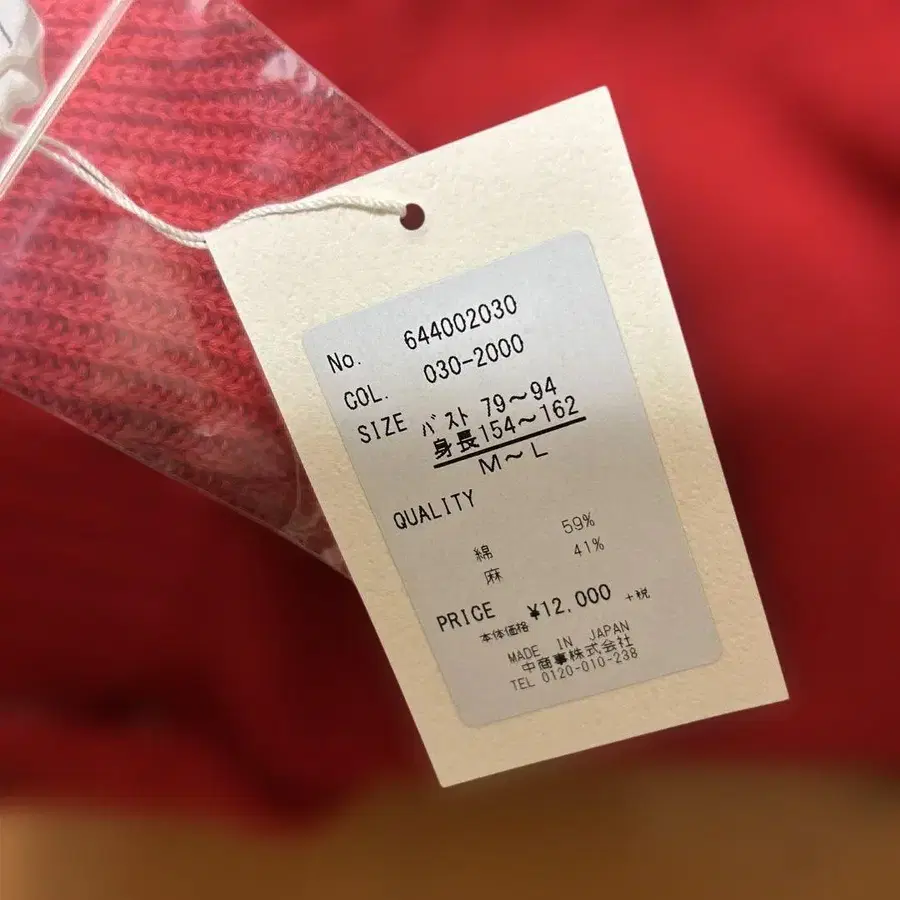 No. 644002030
COL. 030-2000
SIZE バスト 79～94
身長154～162
M～L
QUALITY
綿 59%
麻 41%
PRICE ¥12,000 +税
本体価格
MADE IN JAPAN
中商事株式会社
TEL 0120-010-238